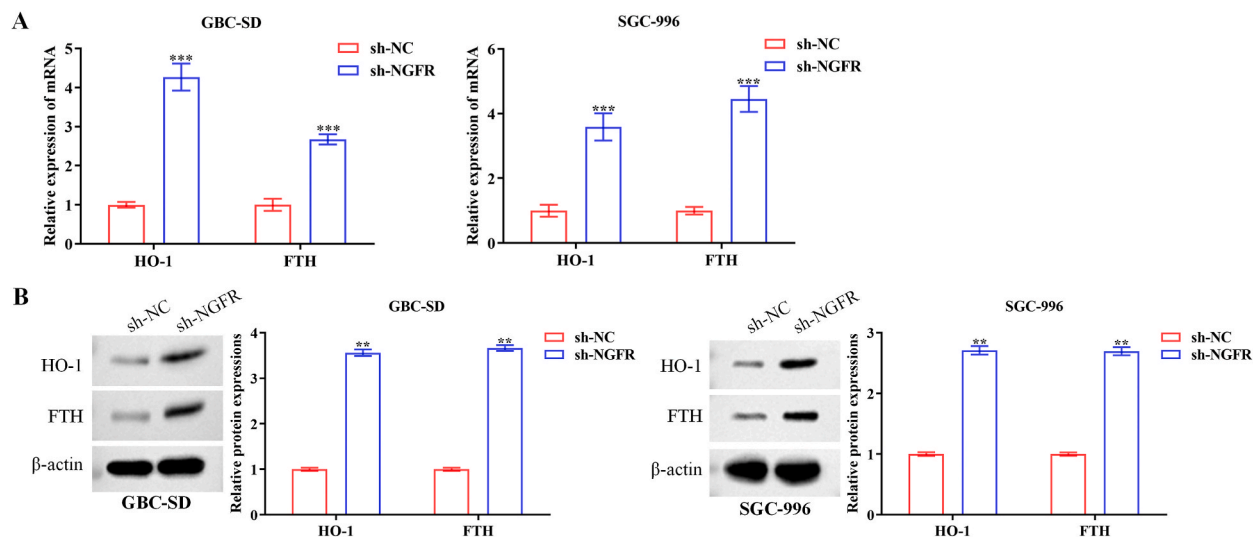 A
GBC-SD
Relative expression of mRNA
5
4
3
2
1
0
***
***
HO-1
FTH
sh-NC
sh-NGFR
SGC-996
Relative expression of mRNA
6
4
2
0
***
***
HO-1
FTH
sh-NC
sh-NGFR
B
sh-NC
sh-NGFR
HO-1
FTH
β-actin
GBC-SD
GBC-SD
Relative protein expressions
4
3
2
1
0
**
**
HO-1
FTH
sh-NC
sh-NGFR
sh-NC
sh-NGFR
HO-1
FTH
β-actin
SGC-996
SGC-996
Relative protein expressions
3
2
1
0
**
**
HO-1
FTH
sh-NC
sh-NGFR